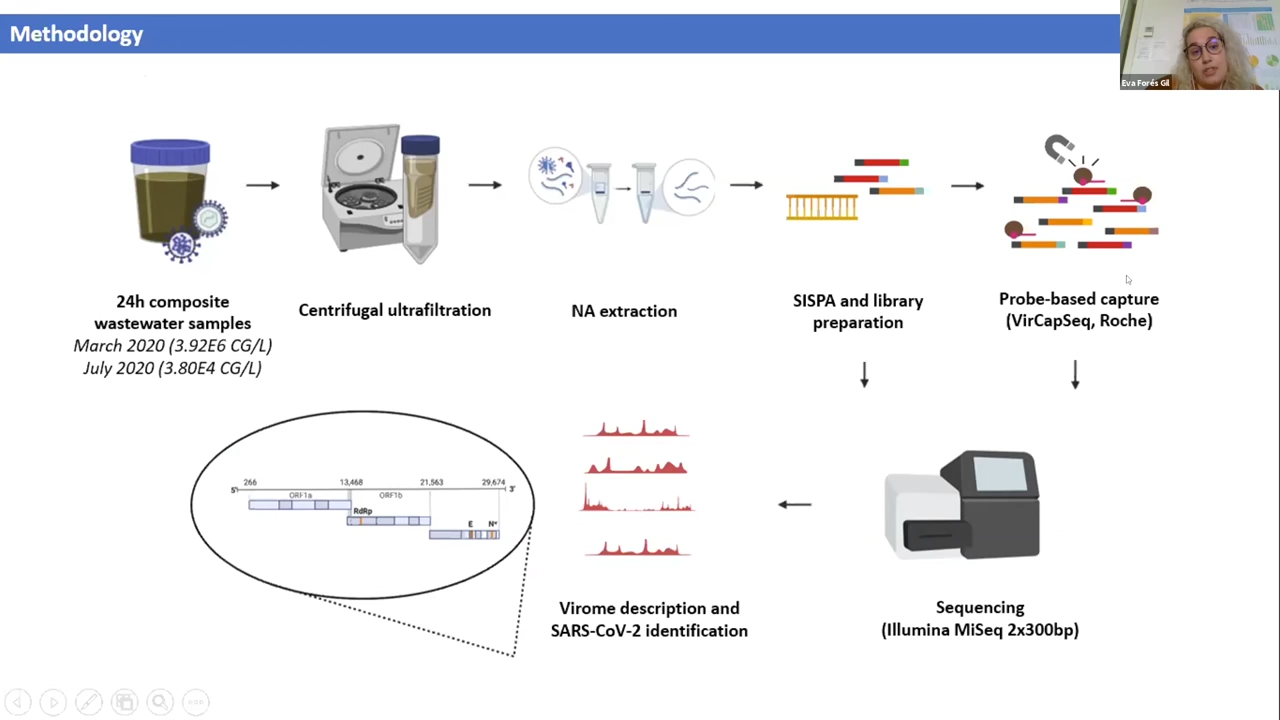 Methodology
Eva Forés Gil
24h composite
wastewater samples
March 2020 (3.92E6 CG/L)
July 2020 (3.80E4 CG/L)
Centrifugal ultrafiltration
NA extraction
SISPA and library
preparation
Probe-based capture
(VirCapSeq, Roche)
266
13,468
21,563
29,674
5'
3'
ORF1a
ORF1b
RdRp
E
N*
Virome description and
SARS-CoV-2 identification
Sequencing
(Illumina MiSeq 2x300bp)